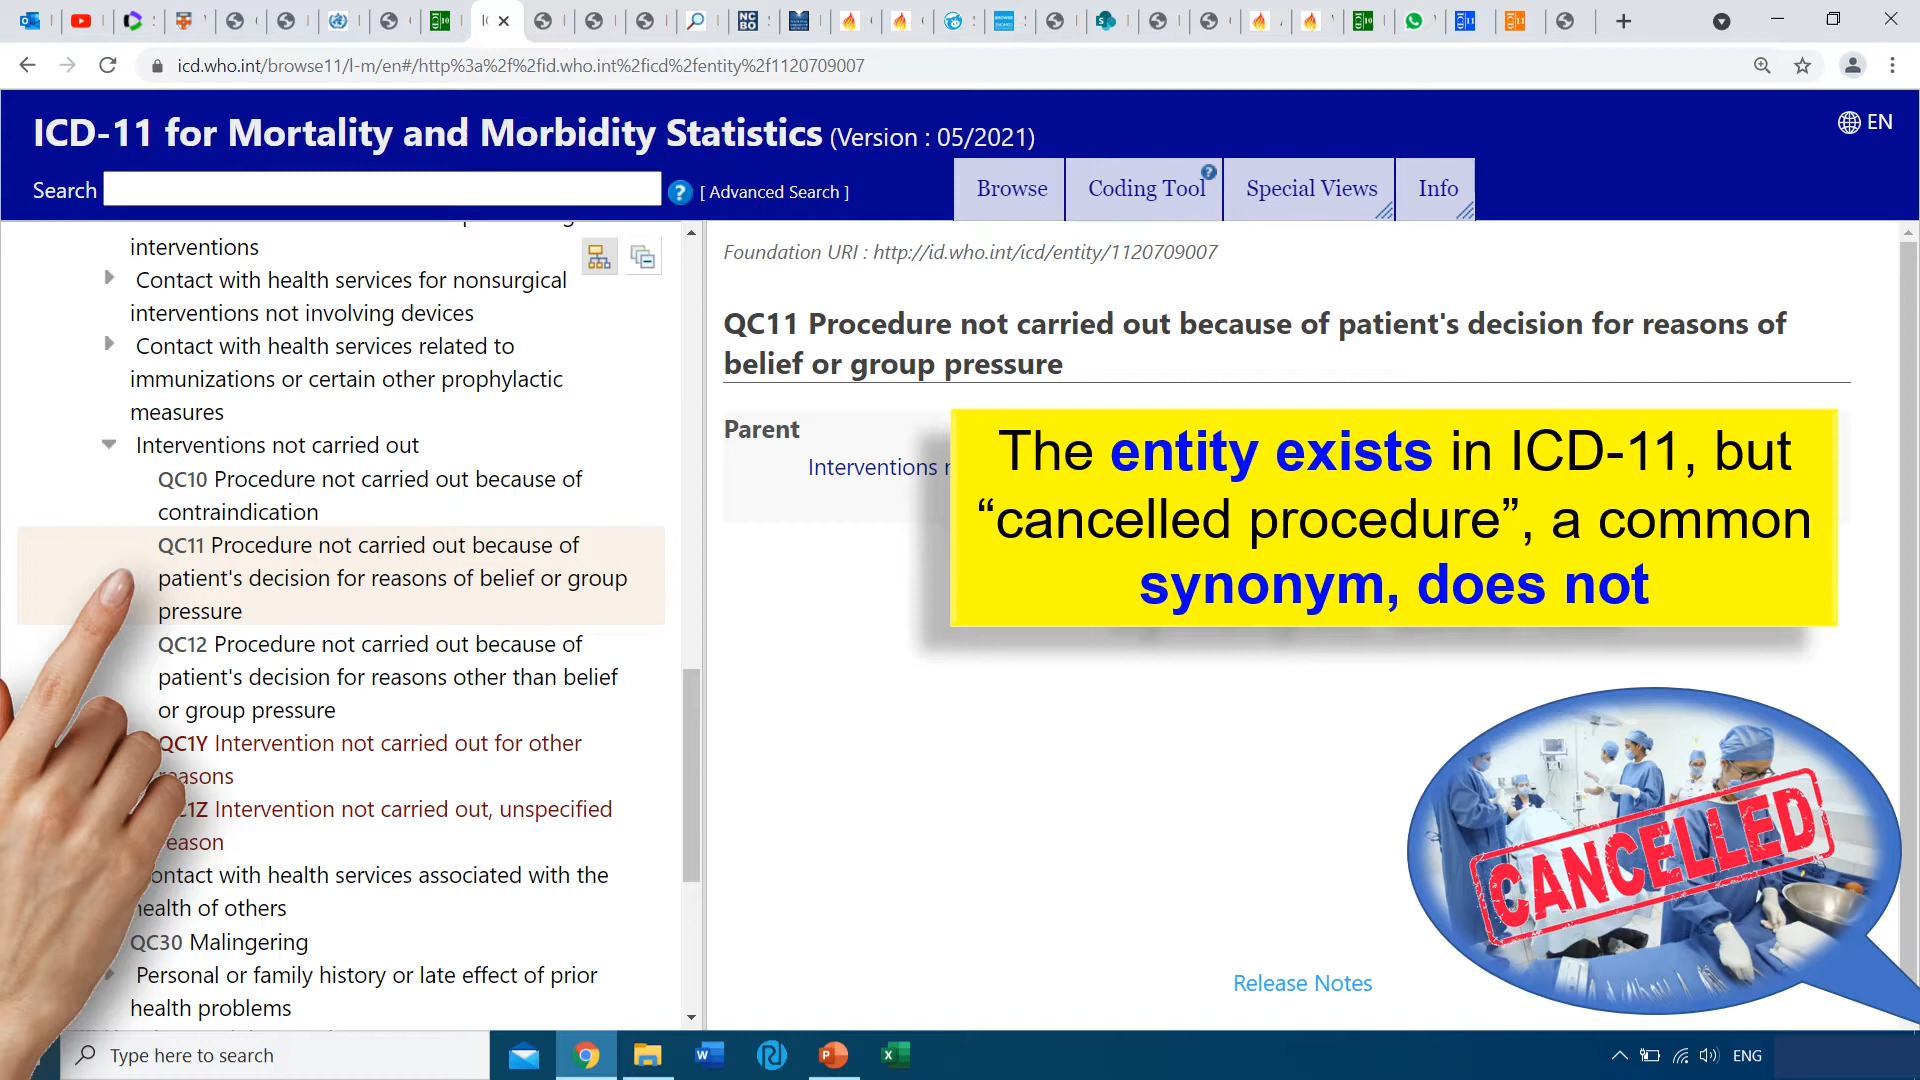 icd.who.int/browse11/l-m/en#/http%3a%2f%2fid.who.int%2ficd%2fentity%2f1120709007
ICD-11 for Mortality and Morbidity Statistics (Version : 05/2021)
EN
Search
? [ Advanced Search ]
Browse
Coding Tool ?
Special Views
Info
interventions
Contact with health services for nonsurgical
interventions not involving devices
Contact with health services related to
immunizations or certain other prophylactic
measures
Interventions not carried out
QC10 Procedure not carried out because of
contraindication
QC11 Procedure not carried out because of
patient's decision for reasons of belief or group
pressure
QC12 Procedure not carried out because of
patient's decision for reasons other than belief
or group pressure
QC1Y Intervention not carried out for other
reasons
QC1Z Intervention not carried out, unspecified
reason
Contact with health services associated with the
health of others
QC30 Malingering
Personal or family history or late effect of prior
health problems
Foundation URI : http://id.who.int/icd/entity/1120709007
QC11 Procedure not carried out because of patient's decision for reasons of
belief or group pressure
Parent
Interventions
The entity exists in ICD-11, but
“cancelled procedure”, a common
synonym, does not
CANCELLED
Release Notes
Type here to search
ENG